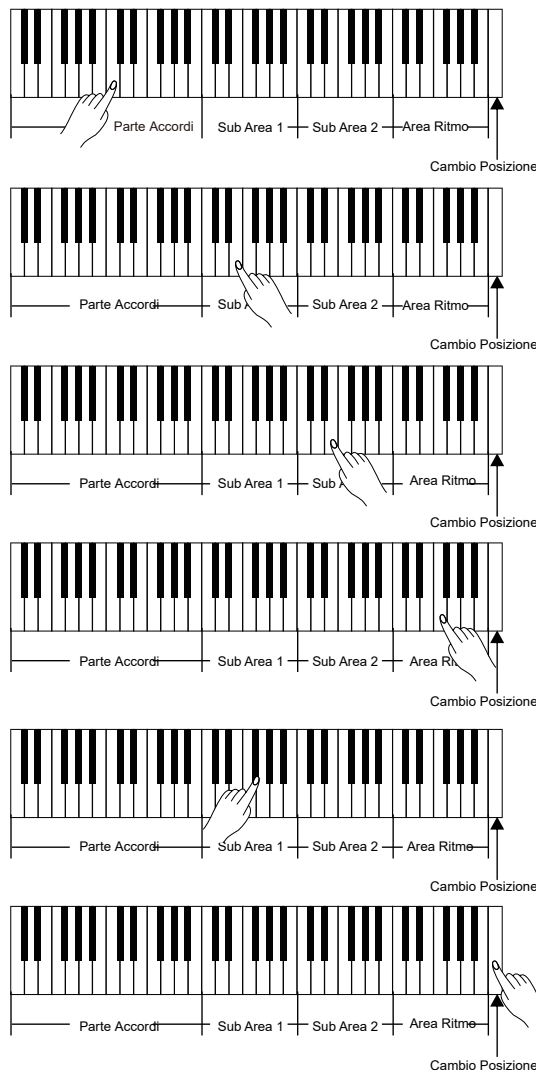 Parte Accordi Sub Area 1 Sub Area 2 Area Ritmo
Cambio Posizione
Parte Accordi Sub Sub Area 2 Area Ritmo
Cambio Posizione
Parte Accordi Sub Area 1 Sub Area Ritmo
Cambio Posizione
Parte Accordi Sub Area 1 Sub Area 2 Area
Cambio Posizione
Parte Accordi Sub Area 1 Sub Area 2 Area Ritmo
Cambio Posizione
Parte Accordi Sub Area 1 Sub Area 2 Area Ritmo
Cambio Posizione